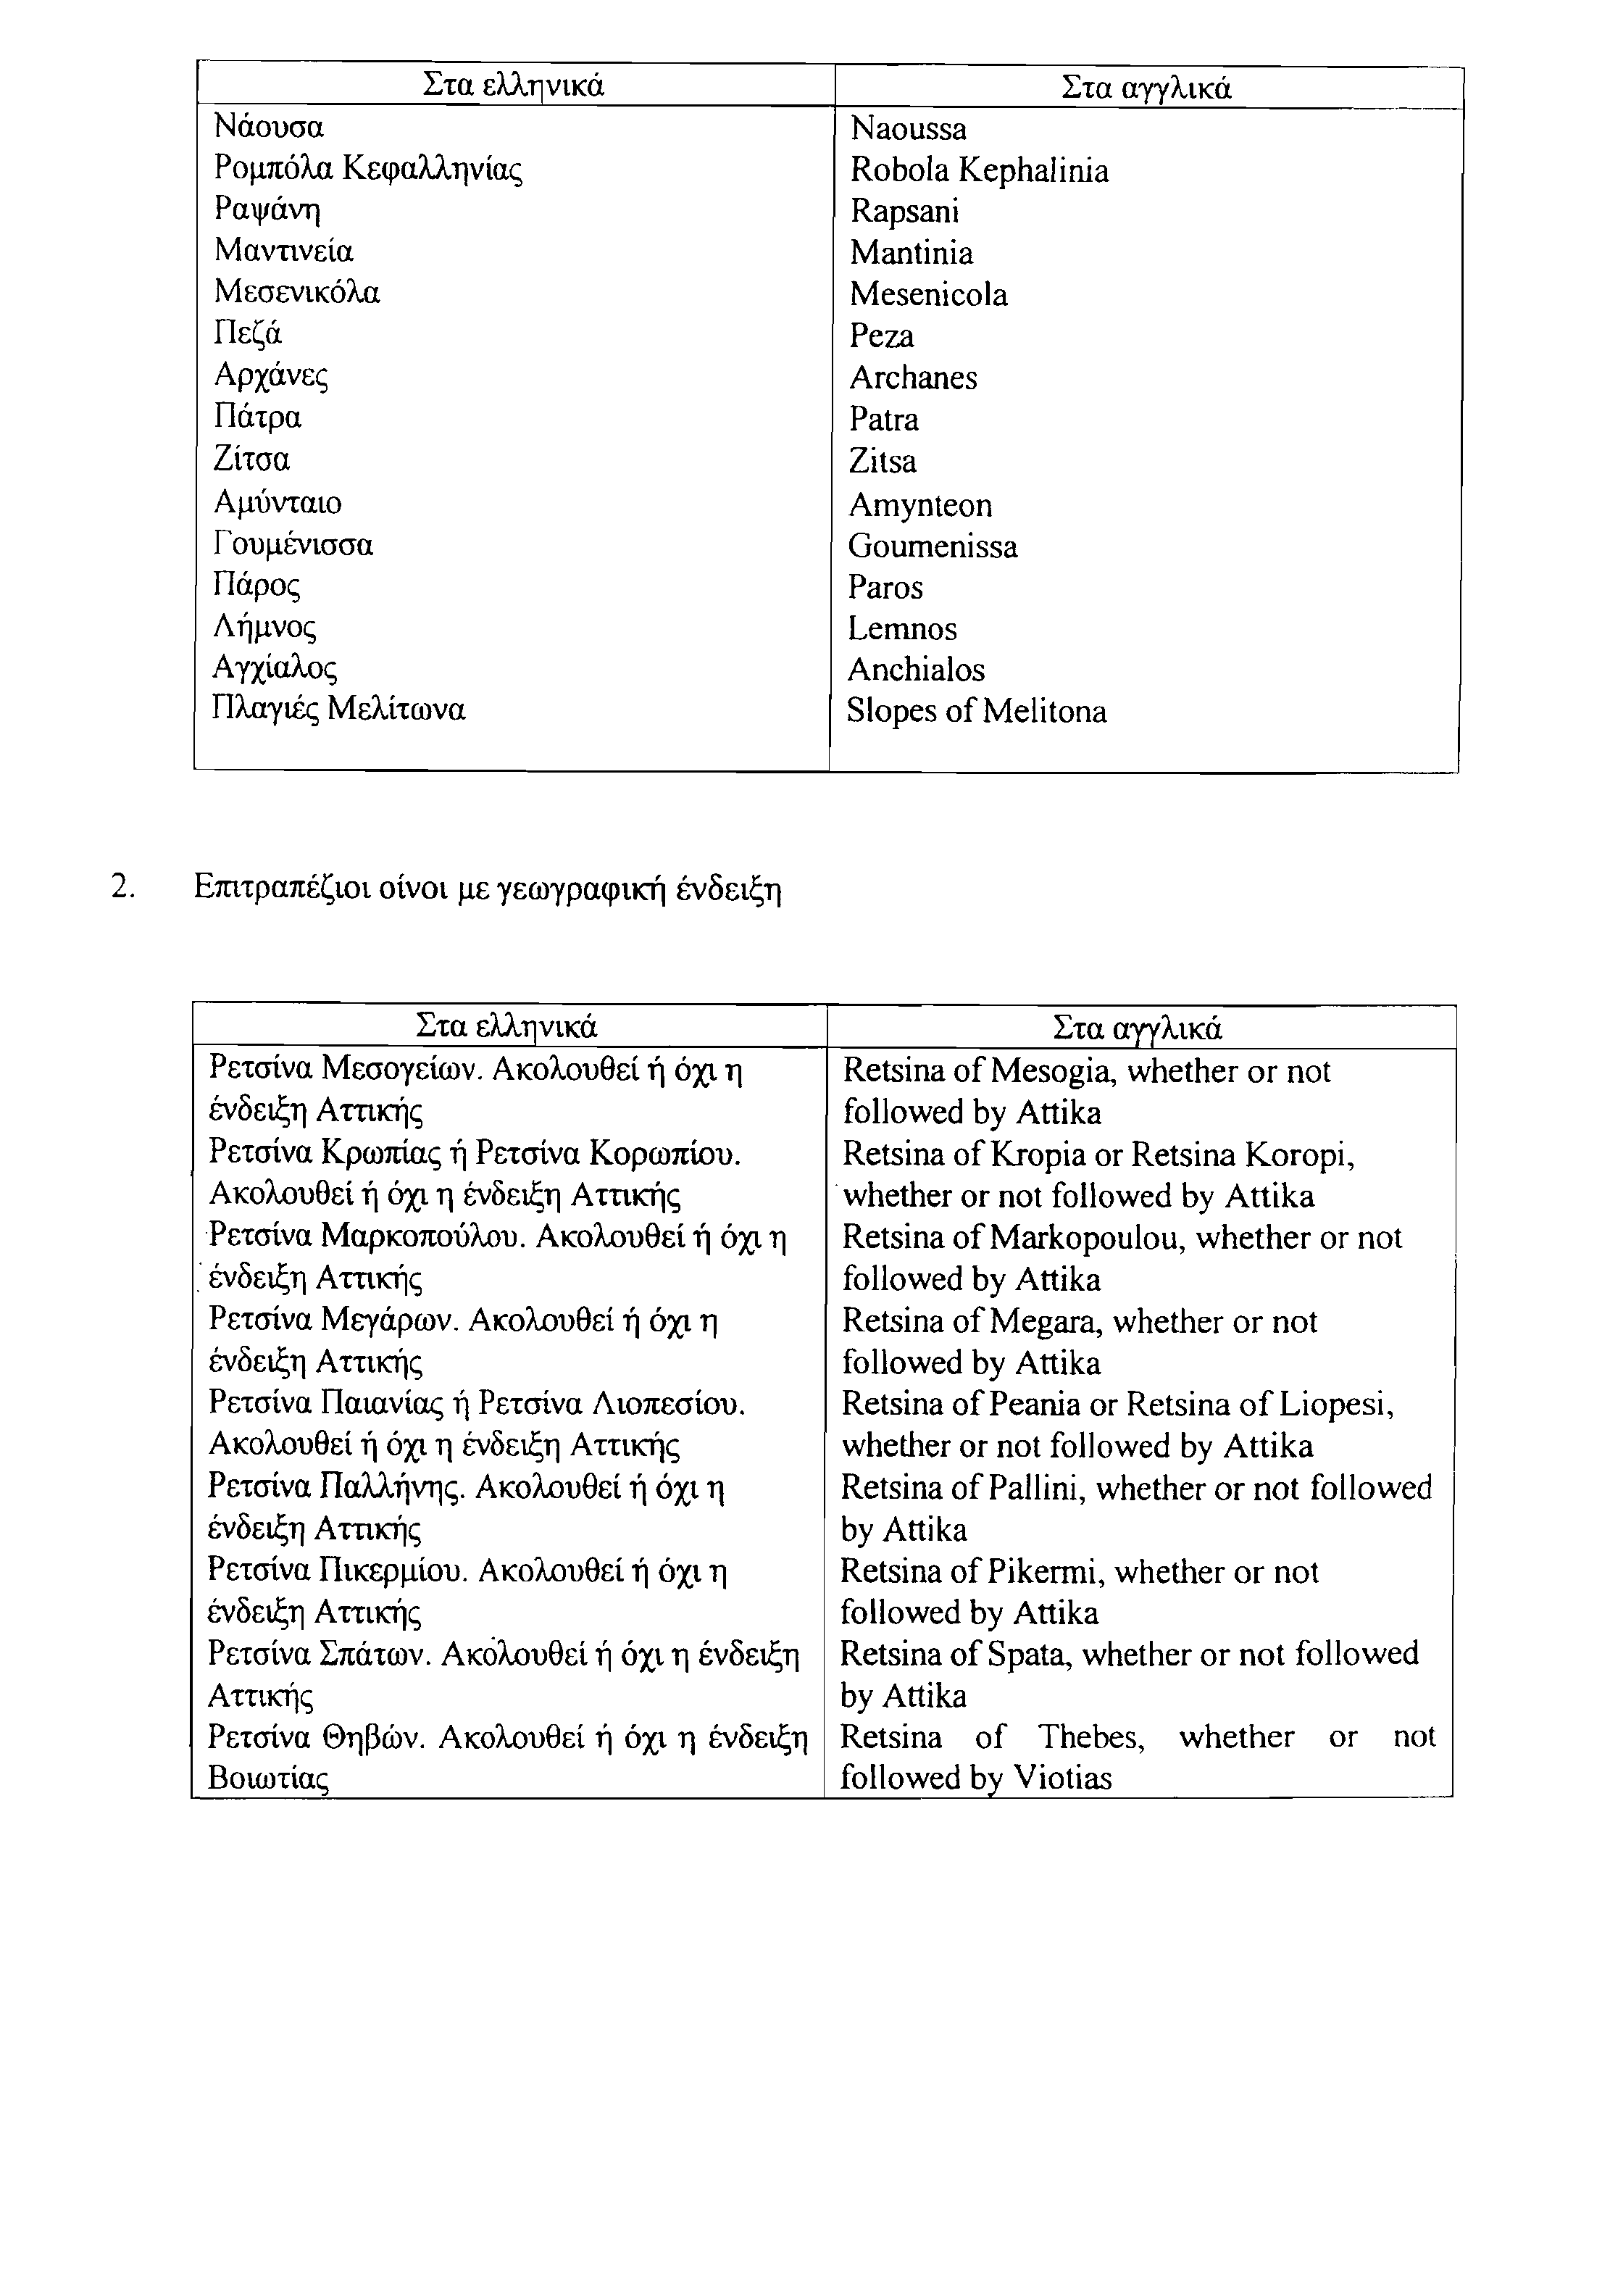 Στα ελληνικά Στα αγγλικά
Νάουσα Naoussa
Ρομπόλα Κεφαλληνίας Robola Kephalinia
Ραψάνη Rapsani
Μαντινεία Mantinia
Μεσενικόλα Mesenicola
Πεζά Peza
Αρχάνες Archanes
Πάτρα Patra
Ζίτσα Zitsa
Αμύνταιο Amynteon
Γουμένισσα Goumenissa
Πάρος Paros
Λήμνος Lemnos
Αγχίαλος Anchialos
Πλαγιές Μελίτωνα Slopes of Melitona
2. Επιτραπέζιοι οίνοι με γεωγραφική ένδειξη
Στα ελληνικά Στα αγγλικά
Ρετσίνα Μεσογείων. Ακολουθεί ή όχι η Retsina of Mesogia, whether or not
ένδειξη Αττικής followed by Attika
Ρετσίνα Κρωπίας ή Ρετσίνα Κορωπίου. Retsina of Kropia or Retsina Koropi,
Ακολουθεί ή όχι η ένδειξη Αττικής whether or not followed by Attika
Ρετσίνα Μαρκοπούλου. Ακολουθεί ή όχι η Retsina of Markopoulou, whether or not
ένδειξη Αττικής followed by Attika
Ρετσίνα Μεγάρων. Ακολουθεί ή όχι η Retsina of Megara, whether or not
ένδειξη Αττικής followed by Attika
Ρετσίνα Παιανίας ή Ρετσίνα Λιοπεσίου. Retsina of Peania or Retsina of Liopesi,
Ακολουθεί ή όχι η ένδειξη Αττικής whether or not followed by Attika
Ρετσίνα Παλλήνης. Ακολουθεί ή όχι η Retsina of Pallini, whether or not followed
ένδειξη Αττικής by Attika
Ρετσίνα Πικερμίου. Ακολουθεί ή όχι η Retsina of Pikermi, whether or not
ένδειξη Αττικής followed by Attika
Ρετσίνα Σπάτων. Ακολουθεί ή όχι η ένδειξη Retsina of Spata, whether or not followed
Αττικής by Attika
Ρετσίνα Θηβών. Ακολουθεί ή όχι η ένδειξη Retsina of Thebes, whether or not
Βοιωτίας followed by Viotias